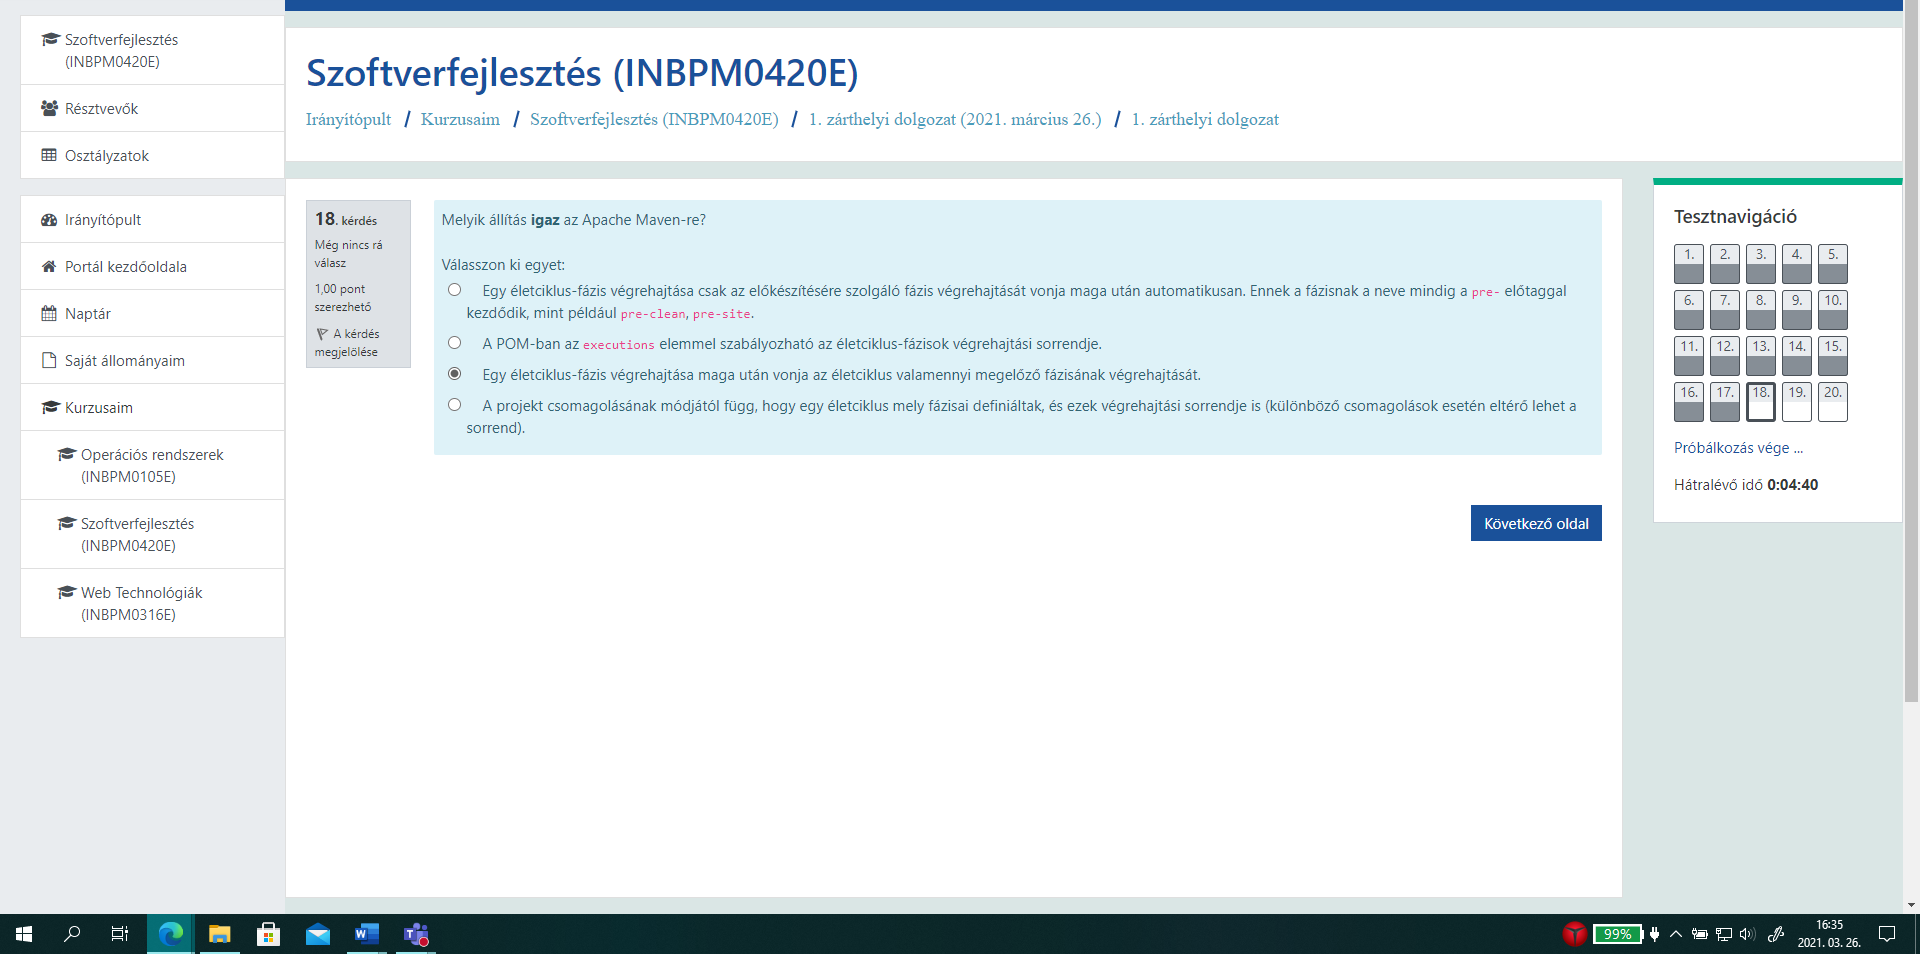 Szoftverfejlesztés
(INBPM0420E)
Résztvevők
Osztályzatok
Irányítópult
Portál kezdőoldala
Naptár
Saját állományaim
Kurzusaim
Operációs rendszerek
(INBPM0105E)
Szoftverfejlesztés
(INBPM0420E)
Web Technológiák
(INBPM0316E)
Szoftverfejlesztés (INBPM0420E)
Irányítópult / Kurzusaim / Szoftverfejlesztés (INBPM0420E) / 1. zárthelyi dolgozat (2021. március 26.) / 1. zárthelyi dolgozat
18. kérdés
Még nincs rá
válasz
1,00 pont
szerezhető
A kérdés
megjelölése
Melyik állítás igaz az Apache Maven-re?
Válasszon ki egyet:
Egy életciklus-fázis végrehajtása csak az előkészítésére szolgáló fázis végrehajtását vonja maga után automatikusan. Ennek a fázisnak a neve mindig a pre- előtaggal
kezdődik, mint például pre-clean, pre-site.
A POM-ban az executions elemmel szabályozható az életciklus-fázisok végrehajtási sorrendje.
Egy életciklus-fázis végrehajtása maga után vonja az életciklus valamennyi megelőző fázisának végrehajtását.
A projekt csomagolásának módjától függ, hogy egy életciklus mely fázisai definiáltak, és ezek végrehajtási sorrendje is (különböző csomagolások esetén eltérő lehet a
sorrend).
Következő oldal
Tesztnavigáció
1. 2. 3. 4. 5.
6. 7. 8. 9. 10.
11. 12. 13. 14. 15.
16. 17. 18. 19. 20.
Próbálkozás vége ...
Hátralévő idő 0:04:40
99%
16:35
2021. 03. 26.